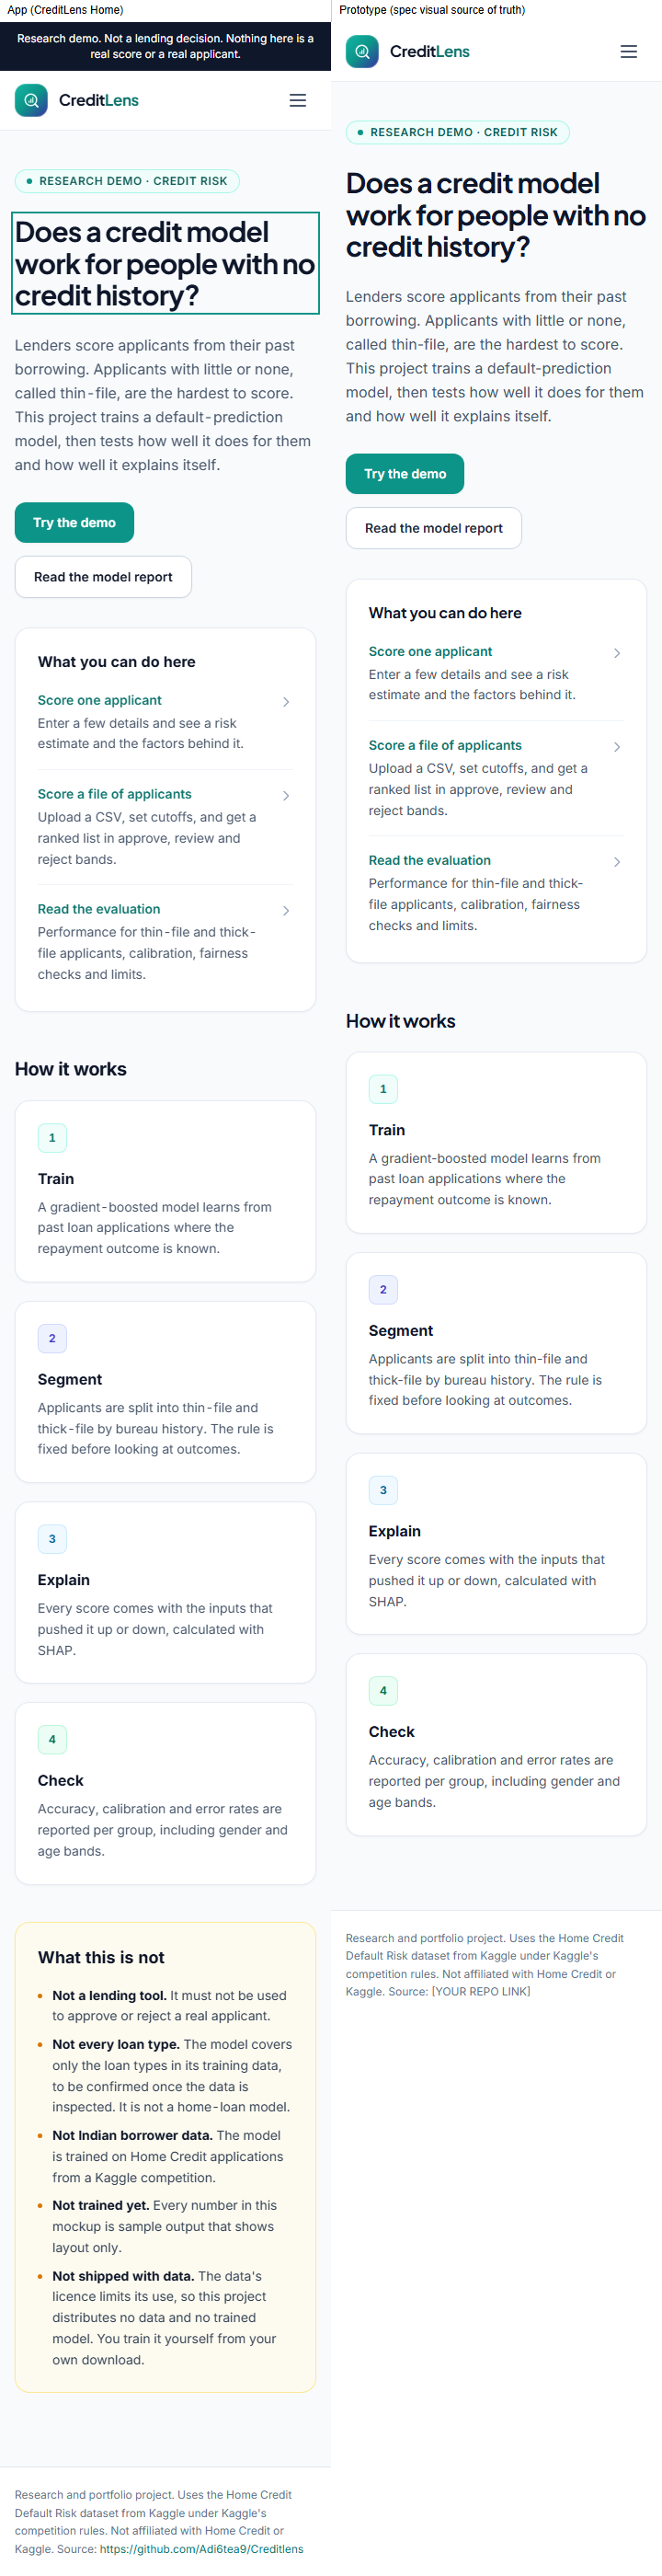 App (CreditLens Home)
Research demo. Not a lending decision. Nothing here is a
real score or a real applicant.
CreditLens
RESEARCH DEMO · CREDIT RISK
Does a credit model
work for people with no
credit history?
Lenders score applicants from their past
borrowing. Applicants with little or none,
called thin-file, are the hardest to score.
This project trains a default-prediction
model, then tests how well it does for them
and how well it explains itself.
Try the demo
Read the model report
What you can do here
Score one applicant
Enter a few details and see a risk
estimate and the factors behind it.
Score a file of applicants
Upload a CSV, set cutoffs, and get a
ranked list in approve, review and
reject bands.
Read the evaluation
Performance for thin-file and thick-
file applicants, calibration, fairness
checks and limits.
How it works
1
Train
A gradient-boosted model learns from
past loan applications where the
repayment outcome is known.
2
Segment
Applicants are split into thin-file and
thick-file by bureau history. The rule is
fixed before looking at outcomes.
3
Explain
Every score comes with the inputs that
pushed it up or down, calculated with
SHAP.
4
Check
Accuracy, calibration and error rates are
reported per group, including gender and
age bands.
What this is not
Not a lending tool. It must not be used
to approve or reject a real applicant.
Not every loan type. The model covers
only the loan types in its training data,
to be confirmed once the data is
inspected. It is not a home-loan model.
Not Indian borrower data. The model
is trained on Home Credit applications
from a Kaggle competition.
Not trained yet. Every number in this
mockup is sample output that shows
layout only.
Not shipped with data. The data's
licence limits its use, so this project
distributes no data and no trained
model. You train it yourself from your
own download.
Research and portfolio project. Uses the Home Credit
Default Risk dataset from Kaggle under Kaggle's
competition rules. Not affiliated with Home Credit or
Kaggle. Source: https://github.com/Adi6tea9/Creditlens
Prototype (spec visual source of truth)
CreditLens
RESEARCH DEMO · CREDIT RISK
Does a credit model
work for people with no
credit history?
Lenders score applicants from their past
borrowing. Applicants with little or none,
called thin-file, are the hardest to score.
This project trains a default-prediction
model, then tests how well it does for them
and how well it explains itself.
Try the demo
Read the model report
What you can do here
Score one applicant
Enter a few details and see a risk
estimate and the factors behind it.
Score a file of applicants
Upload a CSV, set cutoffs, and get a
ranked list in approve, review and
reject bands.
Read the evaluation
Performance for thin-file and thick-
file applicants, calibration, fairness
checks and limits.
How it works
1
Train
A gradient-boosted model learns from
past loan applications where the
repayment outcome is known.
2
Segment
Applicants are split into thin-file and
thick-file by bureau history. The rule is
fixed before looking at outcomes.
3
Explain
Every score comes with the inputs that
pushed it up or down, calculated with
SHAP.
4
Check
Accuracy, calibration and error rates are
reported per group, including gender and
age bands.
Research and portfolio project. Uses the Home Credit
Default Risk dataset from Kaggle under Kaggle's
competition rules. Not affiliated with Home Credit or
Kaggle. Source: [YOUR REPO LINK]